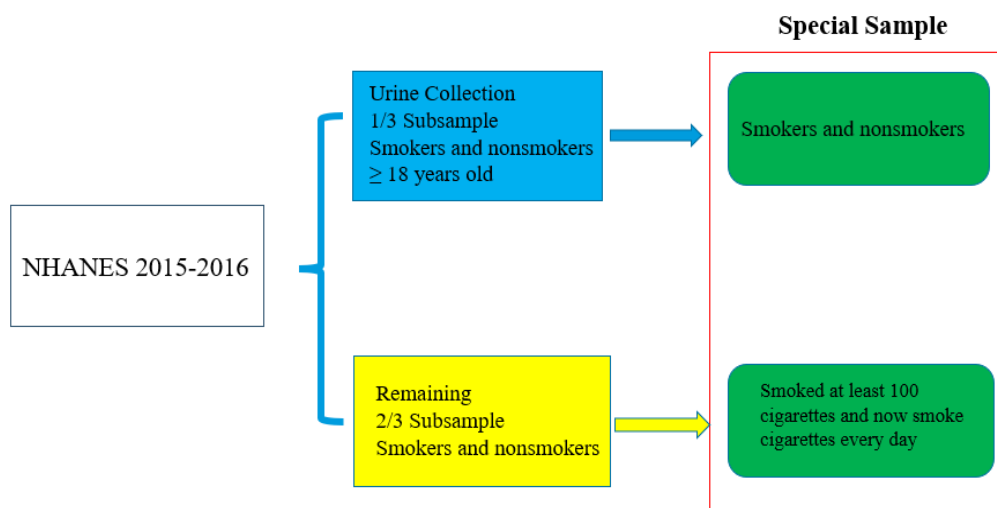 Special Sample
Urine Collection
1/3 Subsample
Smokers and nonsmokers
≥ 18 years old
Smokers and nonsmokers
NHANES 2015-2016
Remaining
2/3 Subsample
Smokers and nonsmokers
Smoked at least 100
cigarettes and now smoke
cigarettes every day